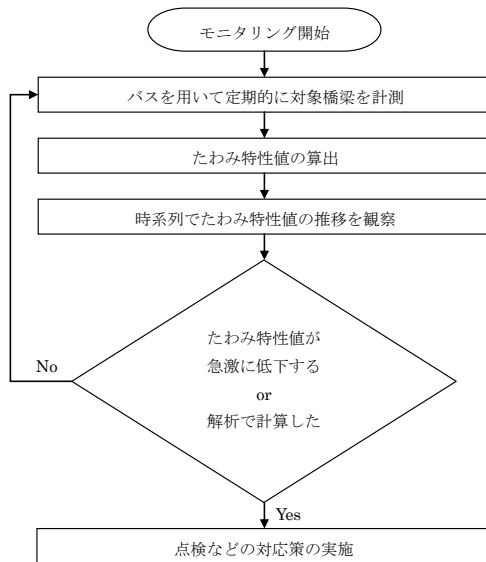 モニタリング開始
バスを用いて定期的に対象橋梁を計測
たわみ特性値の算出
時系列でたわみ特性値の推移を観察
たわみ特性値が
急激に低下する
No
or
解析で計算した
Yes
点検などの対応策の実施